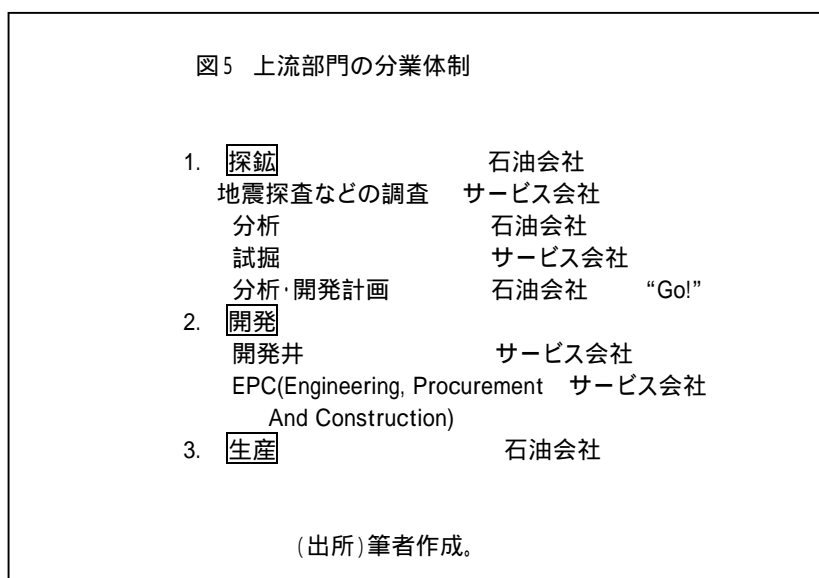 図5 上流部門の分業体制
1. 探鉱 石油会社
地震探査などの調査 サービス会社
分析 石油会社
試掘 サービス会社
分析・開発計画 石油会社 “Go!”
2. 開発
開発井 サービス会社
EPC(Engineering, Procurement サービス会社
And Construction)
3. 生産 石油会社
(出所)筆者作成。